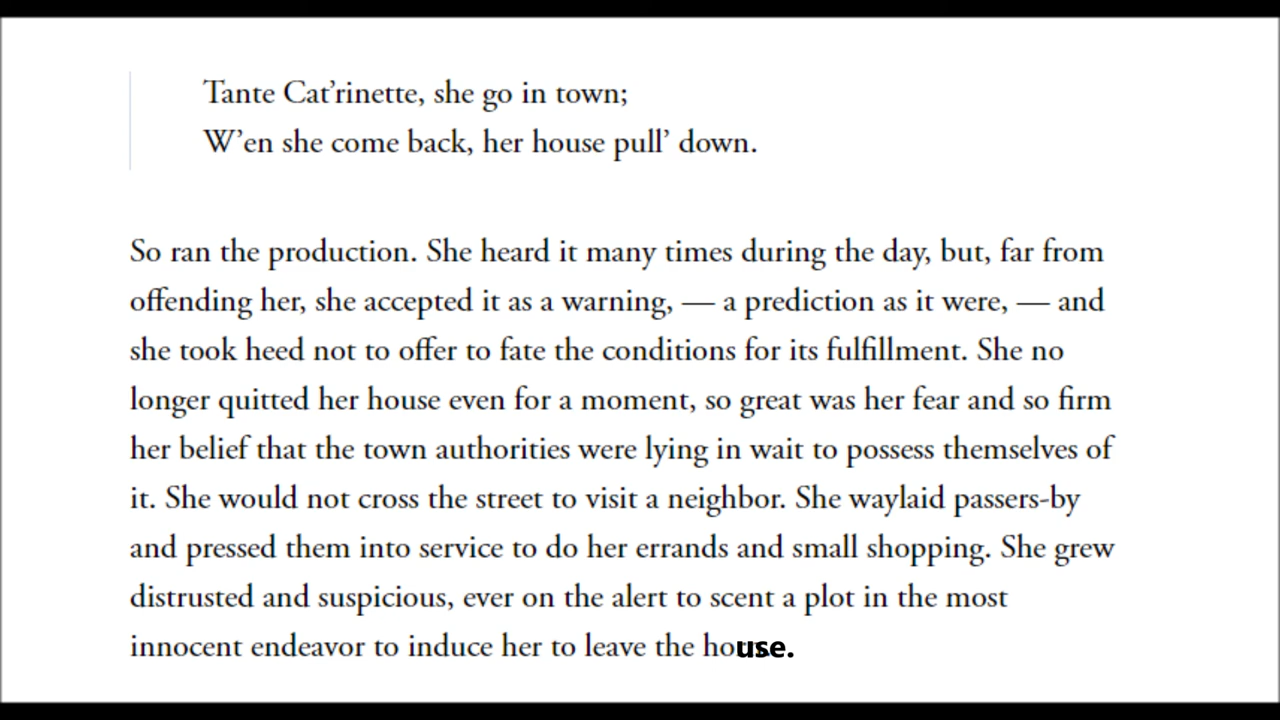 Tante Cat’rinette, she go in town;
W’en she come back, her house pull’ down.
So ran the production. She heard it many times during the day, but, far from
offending her, she accepted it as a warning, — a prediction as it were, — and
she took heed not to offer to fate the conditions for its fulfillment. She no
longer quitted her house even for a moment, so great was her fear and so firm
her belief that the town authorities were lying in wait to possess themselves of
it. She would not cross the street to visit a neighbor. She waylaid passers-by
and pressed them into service to do her errands and small shopping. She grew
distrusted and suspicious, ever on the alert to scent a plot in the most
innocent endeavor to induce her to leave the house.